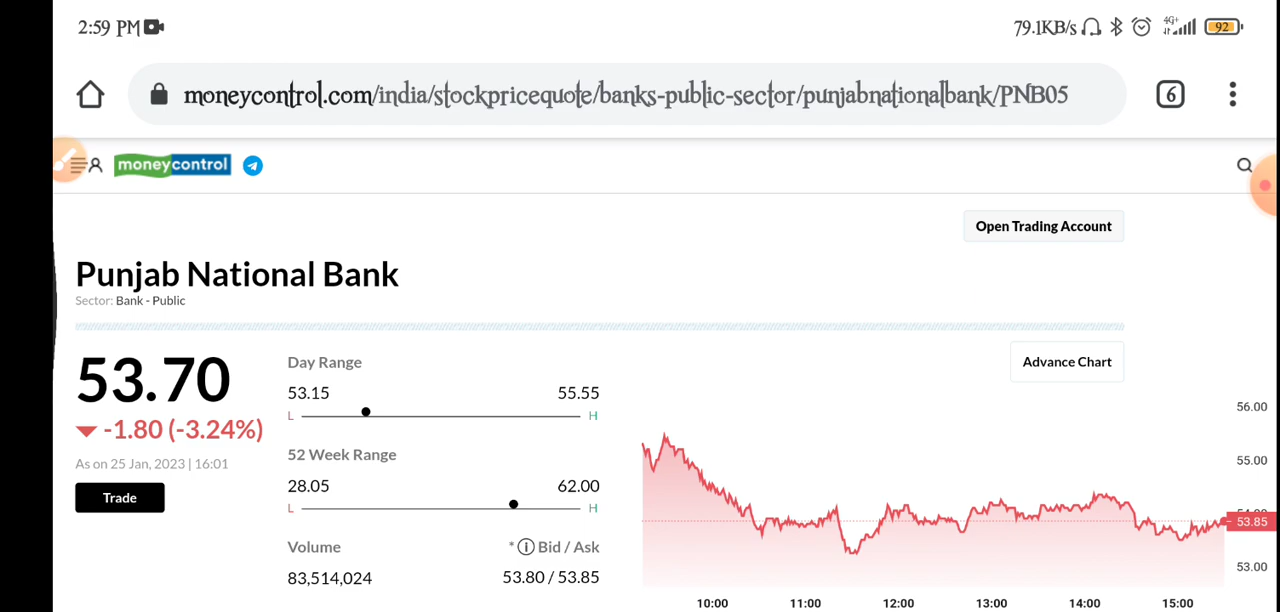 2:59 PM
79.1KB/s 4G+ 92
moneycontrol.com/india/stockpricequote/banks-public-sector/punjabnationalbank/PNB05
6
moneycontrol
Open Trading Account
Punjab National Bank
Sector: Bank - Public
53.70
-1.80 (-3.24%)
As on 25 Jan, 2023 | 16:01
Trade
Day Range
53.15 55.55
L H
52 Week Range
28.05 62.00
L H
Volume * i Bid / Ask
83,514,024 53.80 / 53.85
Advance Chart
56.00
55.00
54.00
53.85
53.00
10:00 11:00 12:00 13:00 14:00 15:00